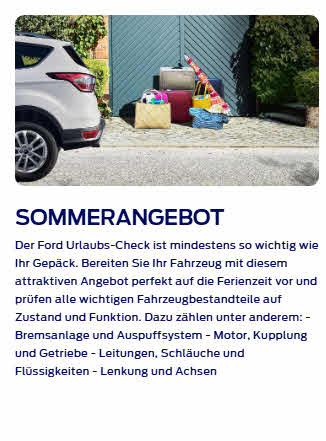 SOMMERANGEBOT
Der Ford Urlaubs-Check ist mindestens so wichtig wie
Ihr Gepäck. Bereiten Sie Ihr Fahrzeug mit diesem
attraktiven Angebot perfekt auf die Ferienzeit vor und
prüfen alle wichtigen Fahrzeugbestandteile auf
Zustand und Funktion. Dazu zählen unter anderem: -
Bremsanlage und Auspuffsystem - Motor, Kupplung
und Getriebe - Leitungen, Schläuche und
Flüssigkeiten - Lenkung und Achsen